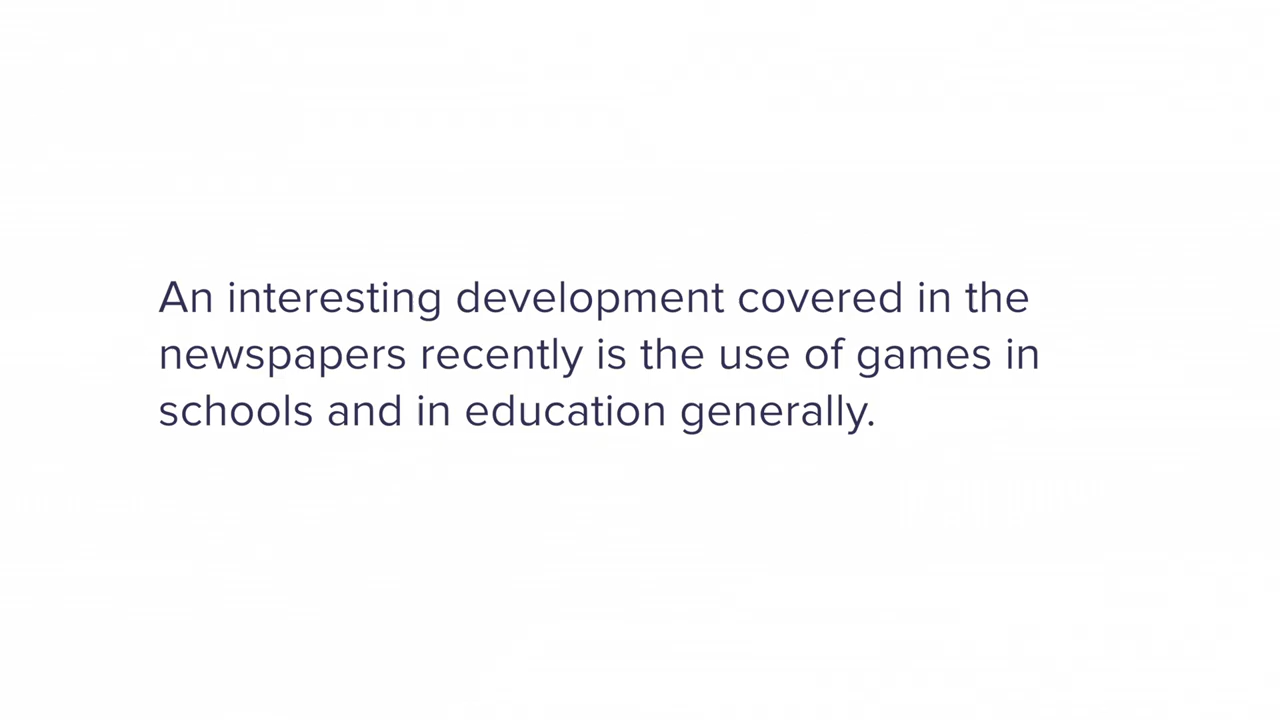 An interesting development covered in the
newspapers recently is the use of games in
schools and in education generally.